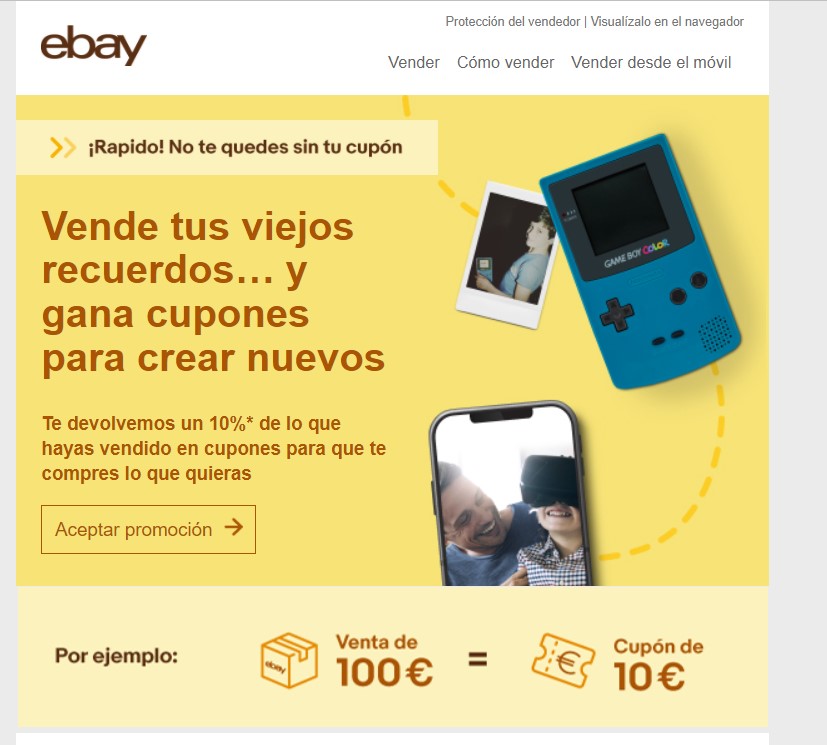 ebay
Protección del vendedor | Visualízalo en el navegador
Vender Cómo vender Vender desde el móvil
¡Rapido! No te quedes sin tu cupón
Vende tus viejos
recuerdos... y
gana cupones
para crear nuevos
GAME BOY COLOR
Te devolvemos un 10%* de lo que
hayas vendido en cupones para que te
compres lo que quieras
Aceptar promoción
Por ejemplo:
ebay
Venta de
100€
=
€
Cupón de
10€